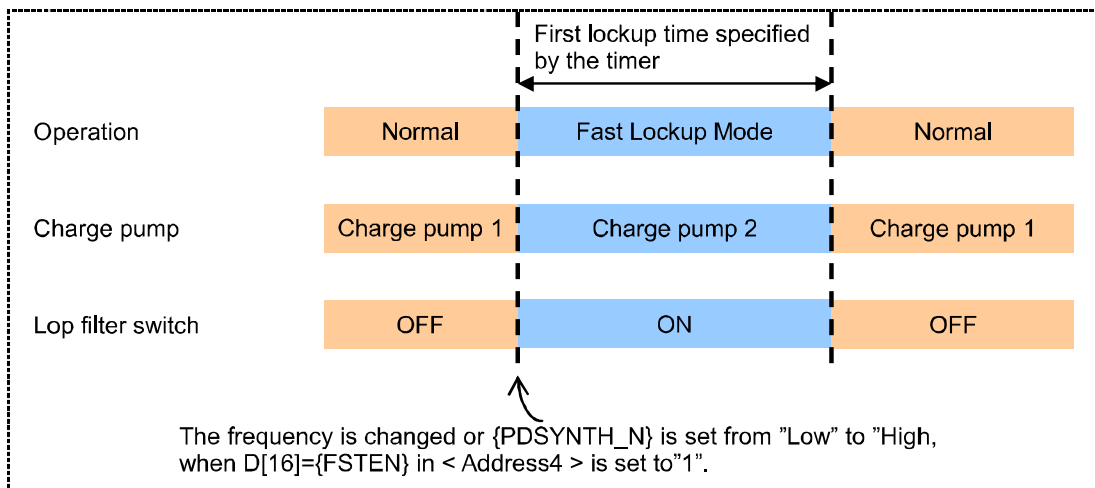 First lockup time specified
by the timer
Operation
Normal
Fast Lockup Mode
Normal
Charge pump
Charge pump 1
Charge pump 2
Charge pump 1
Lop filter switch
OFF
ON
OFF
The frequency is changed or {PDSYNTH_N} is set from ”Low” to ”High,
when D[16]={FSTEN} in < Address4 > is set to”1”.